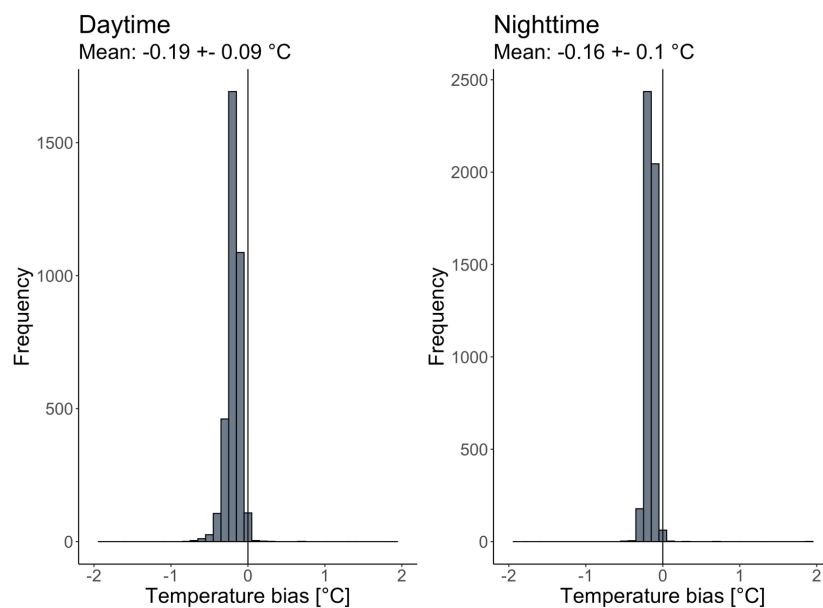 Daytime
Mean: -0.19 +- 0.09 °C
Frequency
1500
1000
500
0
-2 -1 0 1 2
Temperature bias [°C]
Nighttime
Mean: -0.16 +- 0.1 °C
Frequency
2500
2000
1500
1000
500
0
-2 -1 0 1 2
Temperature bias [°C]